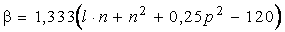 β = 1,333(l · n + n² + 0,25p² − 120)